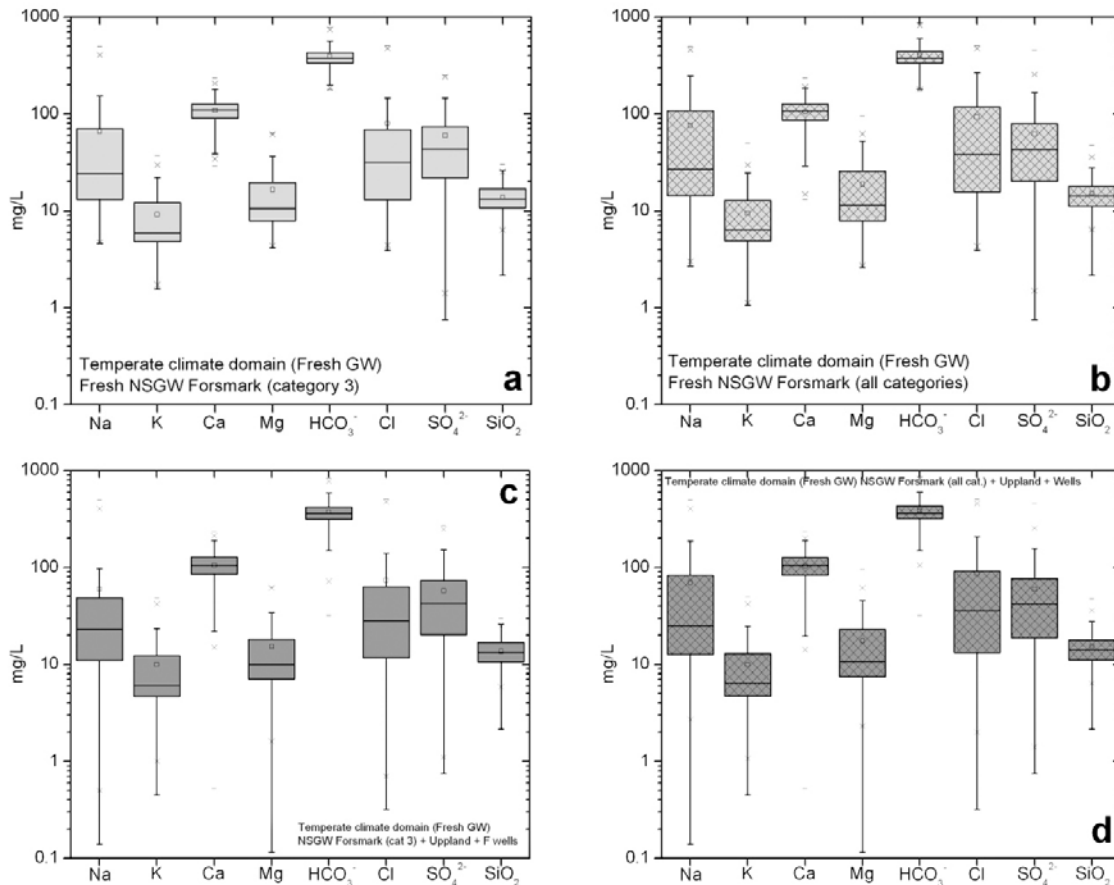 1000
100
10
1
0.1
mg/L
Temperate climate domain (Fresh GW)
Fresh NSGW Forsmark (category 3)
a
Na K Ca Mg HCO₃⁻ Cl SO₄²⁻ SiO₂
1000
100
10
1
0.1
mg/L
Temperate climate domain (Fresh GW)
Fresh NSGW Forsmark (all categories)
b
Na K Ca Mg HCO₃⁻ Cl SO₄²⁻ SiO₂
1000
100
10
1
0.1
mg/L
c
Temperate climate domain (Fresh GW)
NSGW Forsmark (cat 3) + Uppland + F wells
Na K Ca Mg HCO₃⁻ Cl SO₄²⁻ SiO₂
1000
100
10
1
0.1
mg/L
Temperate climate domain (Fresh GW) NSGW Forsmark (all cat.) + Uppland + Wells
d
Na K Ca Mg HCO₃⁻ Cl SO₄²⁻ SiO₂